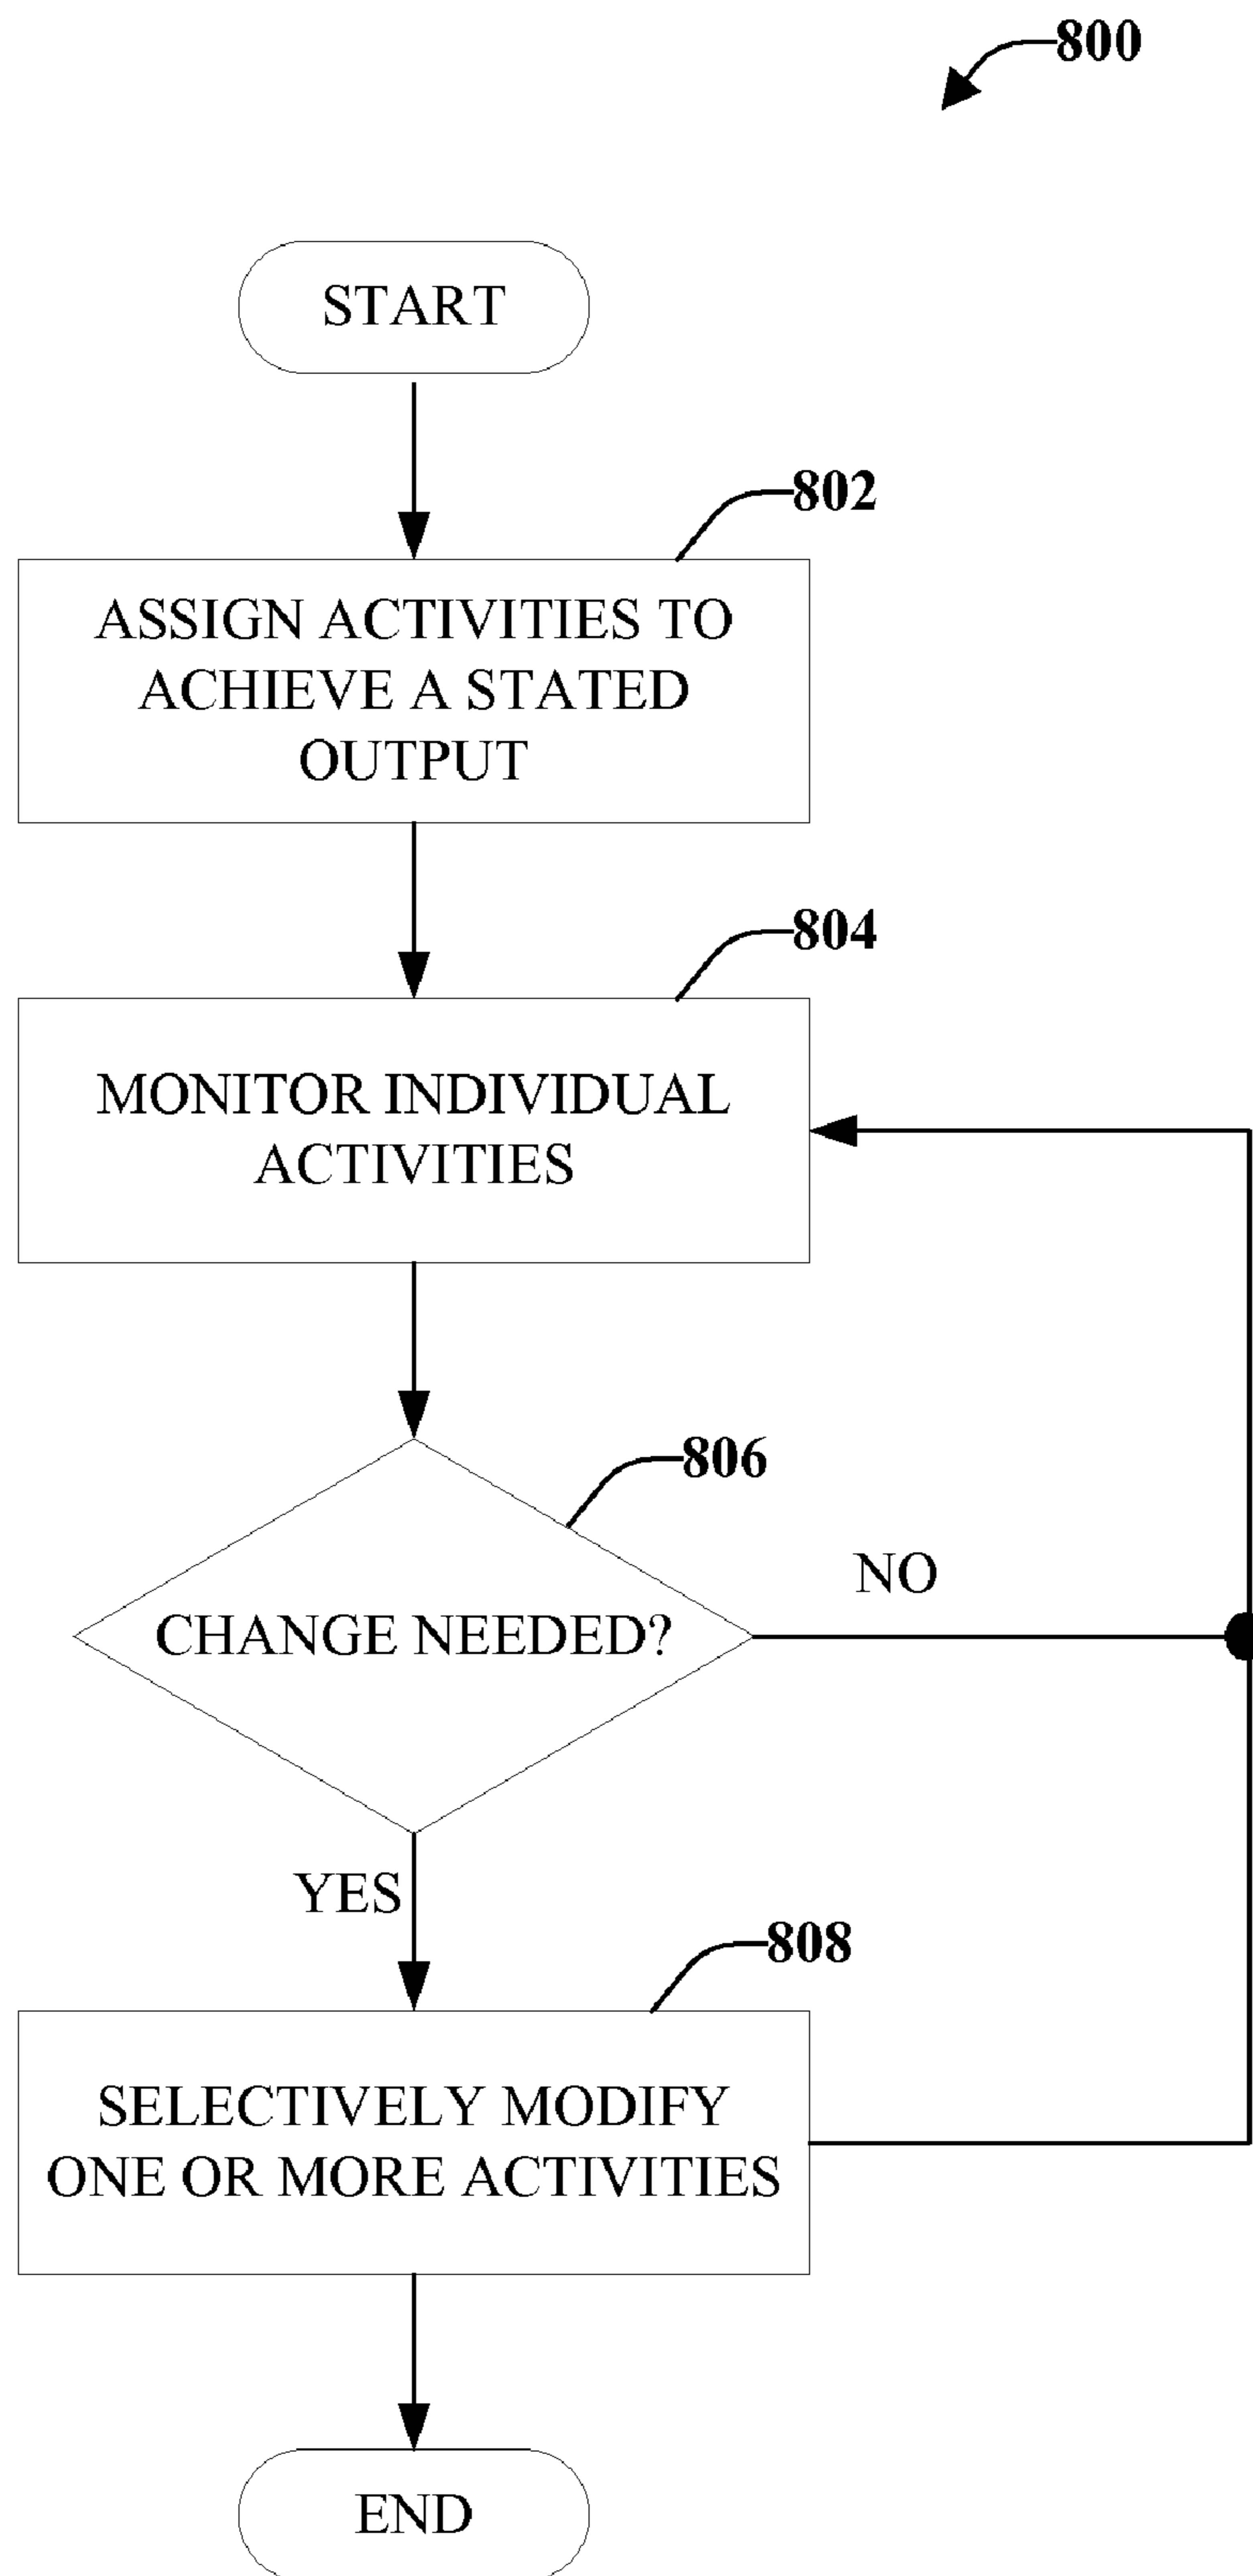 800
START
802
ASSIGN ACTIVITIES TO
ACHIEVE A STATED
OUTPUT
804
MONITOR INDIVIDUAL
ACTIVITIES
806
CHANGE NEEDED?
NO
YES
808
SELECTIVELY MODIFY
ONE OR MORE ACTIVITIES
END